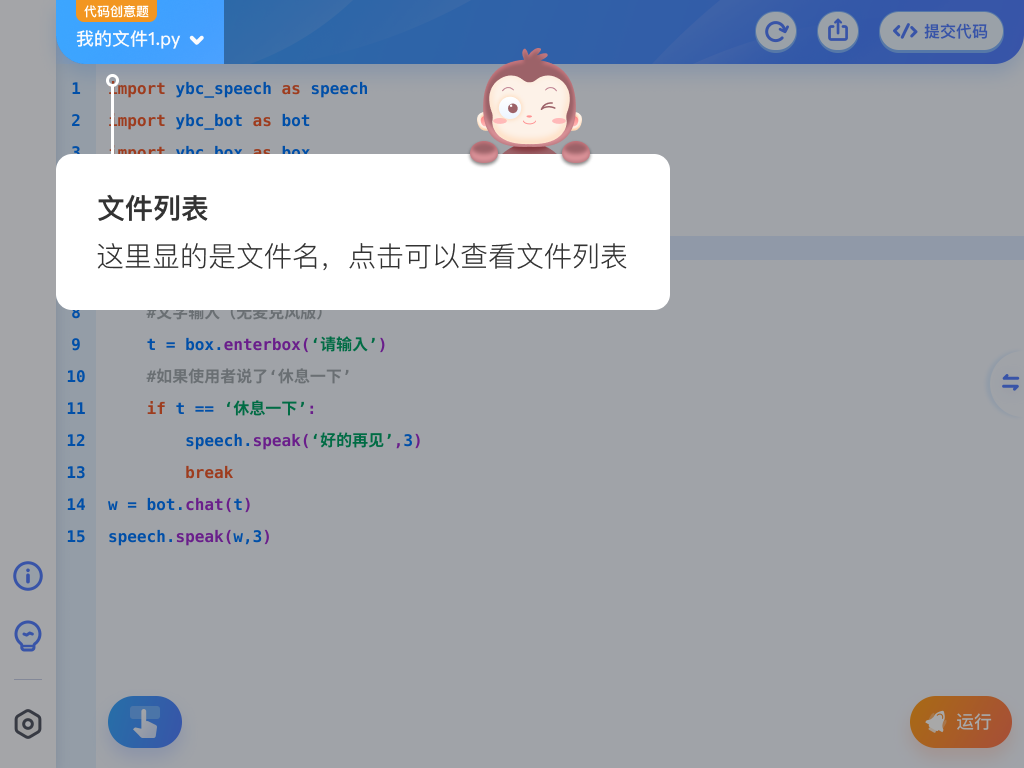 代码创意题
我的文件1.py
提交代码
1 import ybc_speech as speech
2 import ybc_bot as bot
3 import ybc_box as box
文件列表
这里显的是文件名，点击可以查看文件列表
8 #文字输入（无麦克风版）
9 t = box.enterbox(‘请输入’)
10 #如果使用者说了‘休息一下’
11 if t == ‘休息一下’:
12 speech.speak(‘好的再见’,3)
13 break
14 w = bot.chat(t)
15 speech.speak(w,3)
运行